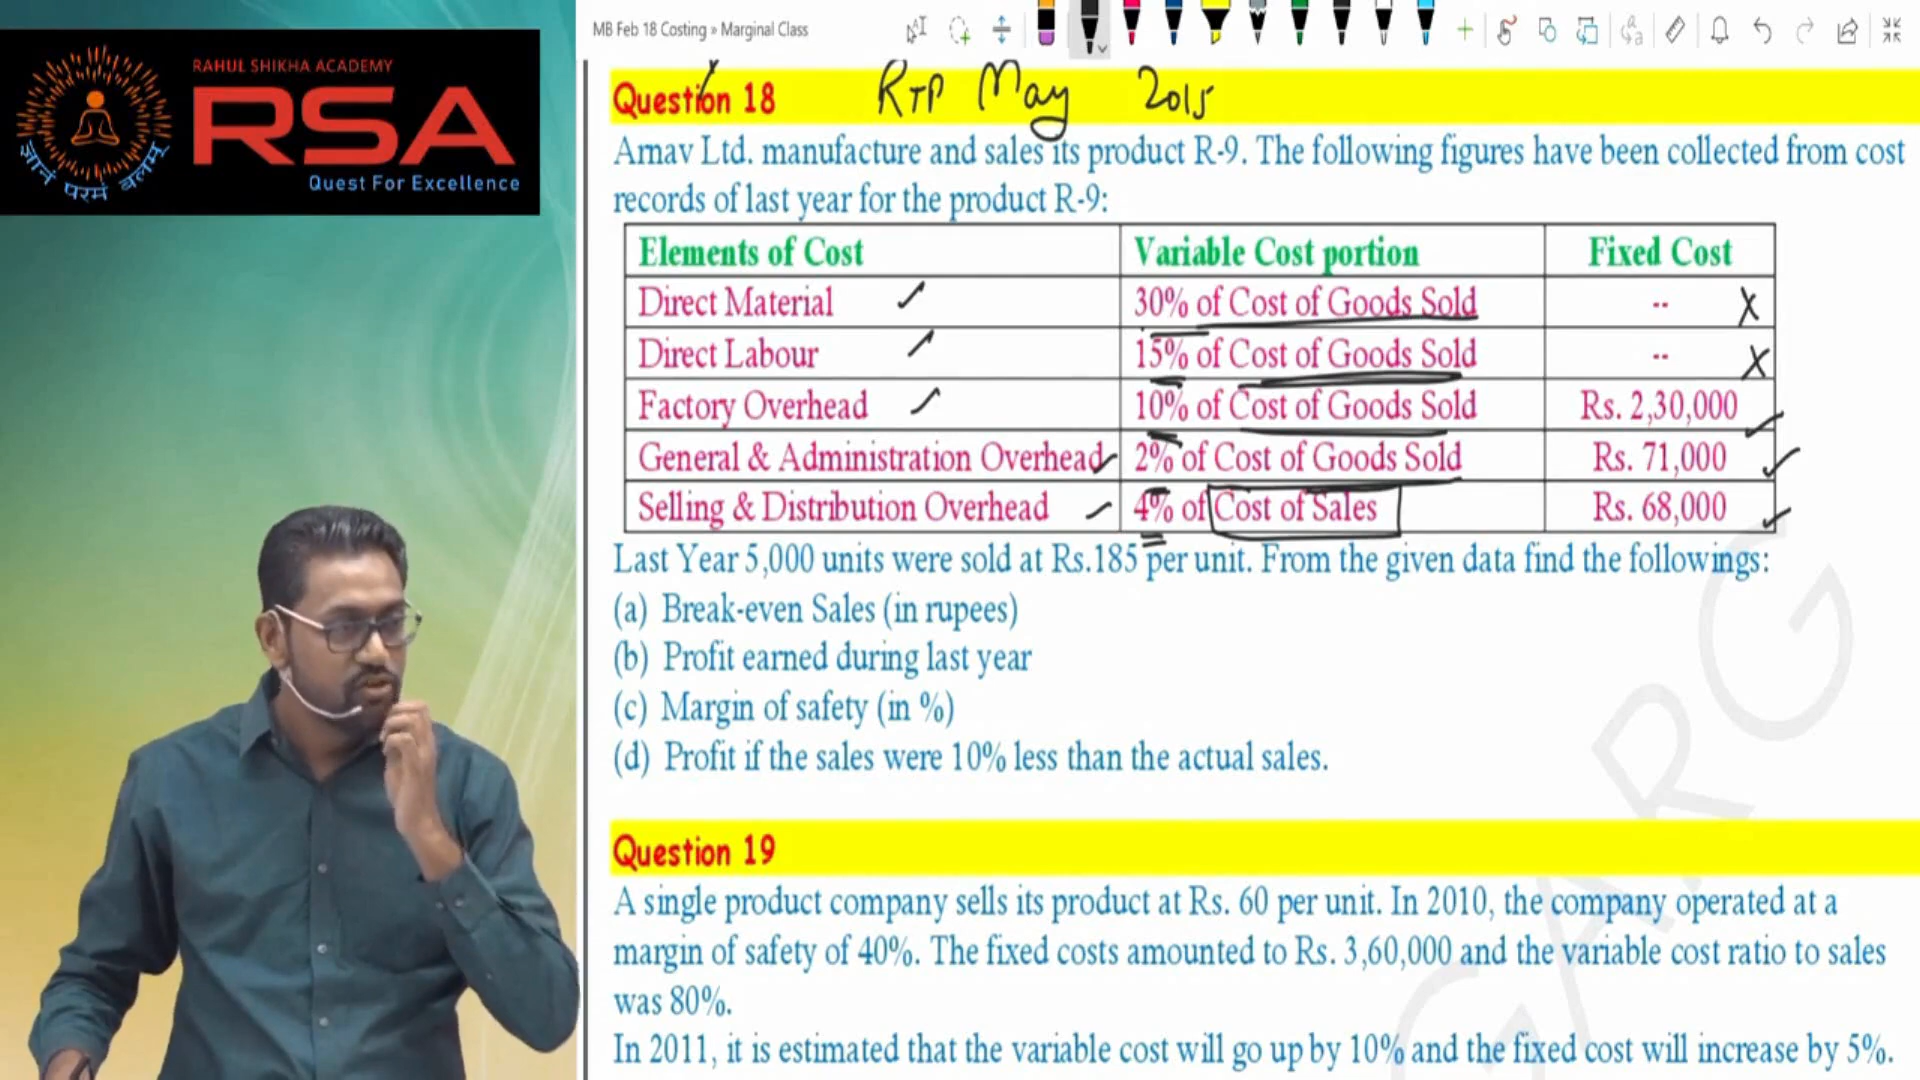 MB Feb 18 Costing » Marginal Class
RAHUL SHIKHA ACADEMY
RSA
Quest For Excellence
ज्ञानं परमं बलम्
Question 18 RTP May 2015
Arnav Ltd. manufacture and sales its product R-9. The following figures have been collected from cost
records of last year for the product R-9:
Elements of Cost Variable Cost portion Fixed Cost
Direct Material 30% of Cost of Goods Sold --
Direct Labour 15% of Cost of Goods Sold --
Factory Overhead 10% of Cost of Goods Sold Rs. 2,30,000
General & Administration Overhead 2% of Cost of Goods Sold Rs. 71,000
Selling & Distribution Overhead 4% of Cost of Sales Rs. 68,000
Last Year 5,000 units were sold at Rs.185 per unit. From the given data find the followings:
(a) Break-even Sales (in rupees)
(b) Profit earned during last year
(c) Margin of safety (in %)
(d) Profit if the sales were 10% less than the actual sales.
Question 19
A single product company sells its product at Rs. 60 per unit. In 2010, the company operated at a
margin of safety of 40%. The fixed costs amounted to Rs. 3,60,000 and the variable cost ratio to sales
was 80%.
In 2011, it is estimated that the variable cost will go up by 10% and the fixed cost will increase by 5%.
GARG